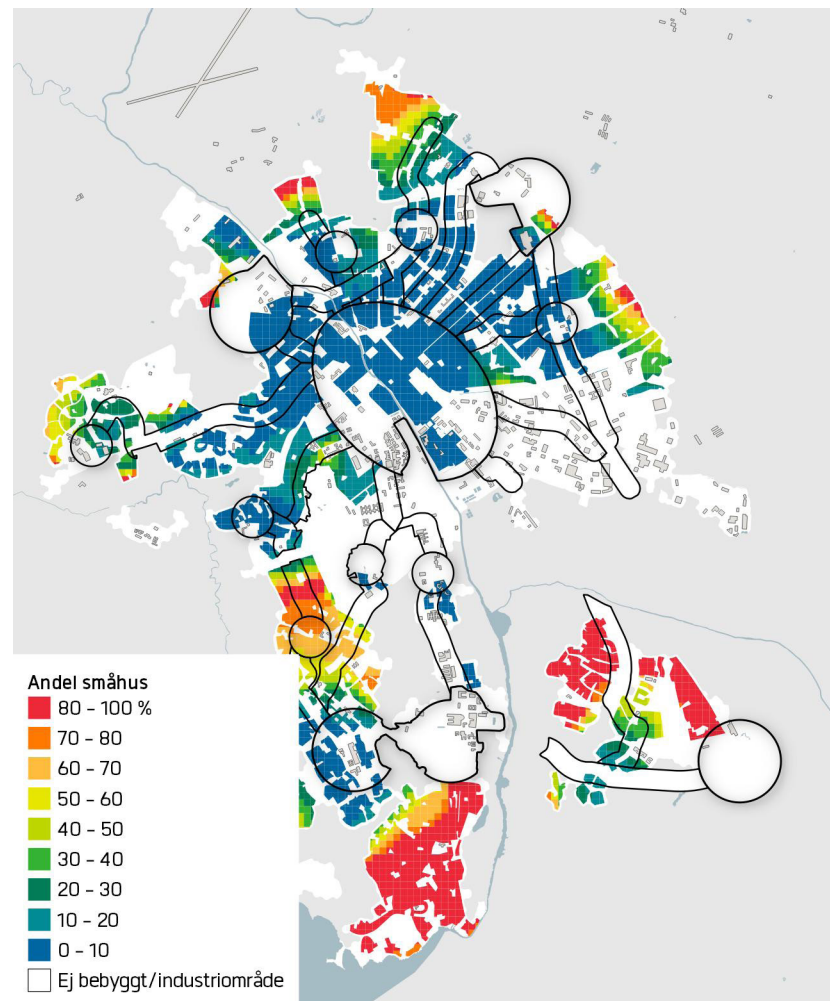 Andel småhus
80 – 100 %
70 – 80
60 – 70
50 – 60
40 – 50
30 – 40
20 – 30
10 – 20
0 – 10
Ej bebyggt/industriområde